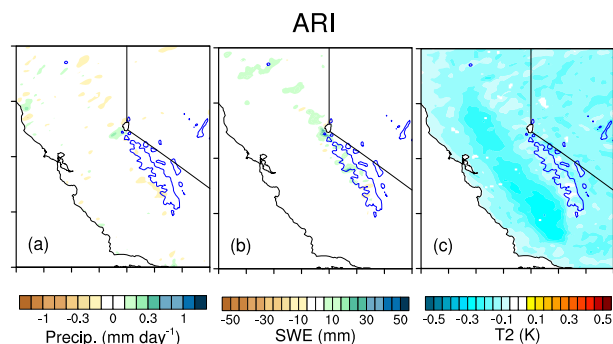 ARI
(a) (b) (c)
-1 -0.3 0 0.3 1 -50 -30 -10 10 30 50 -0.5 -0.3 -0.1 0.1 0.3 0.5
Precip. (mm day⁻¹) SWE (mm) T2 (K)